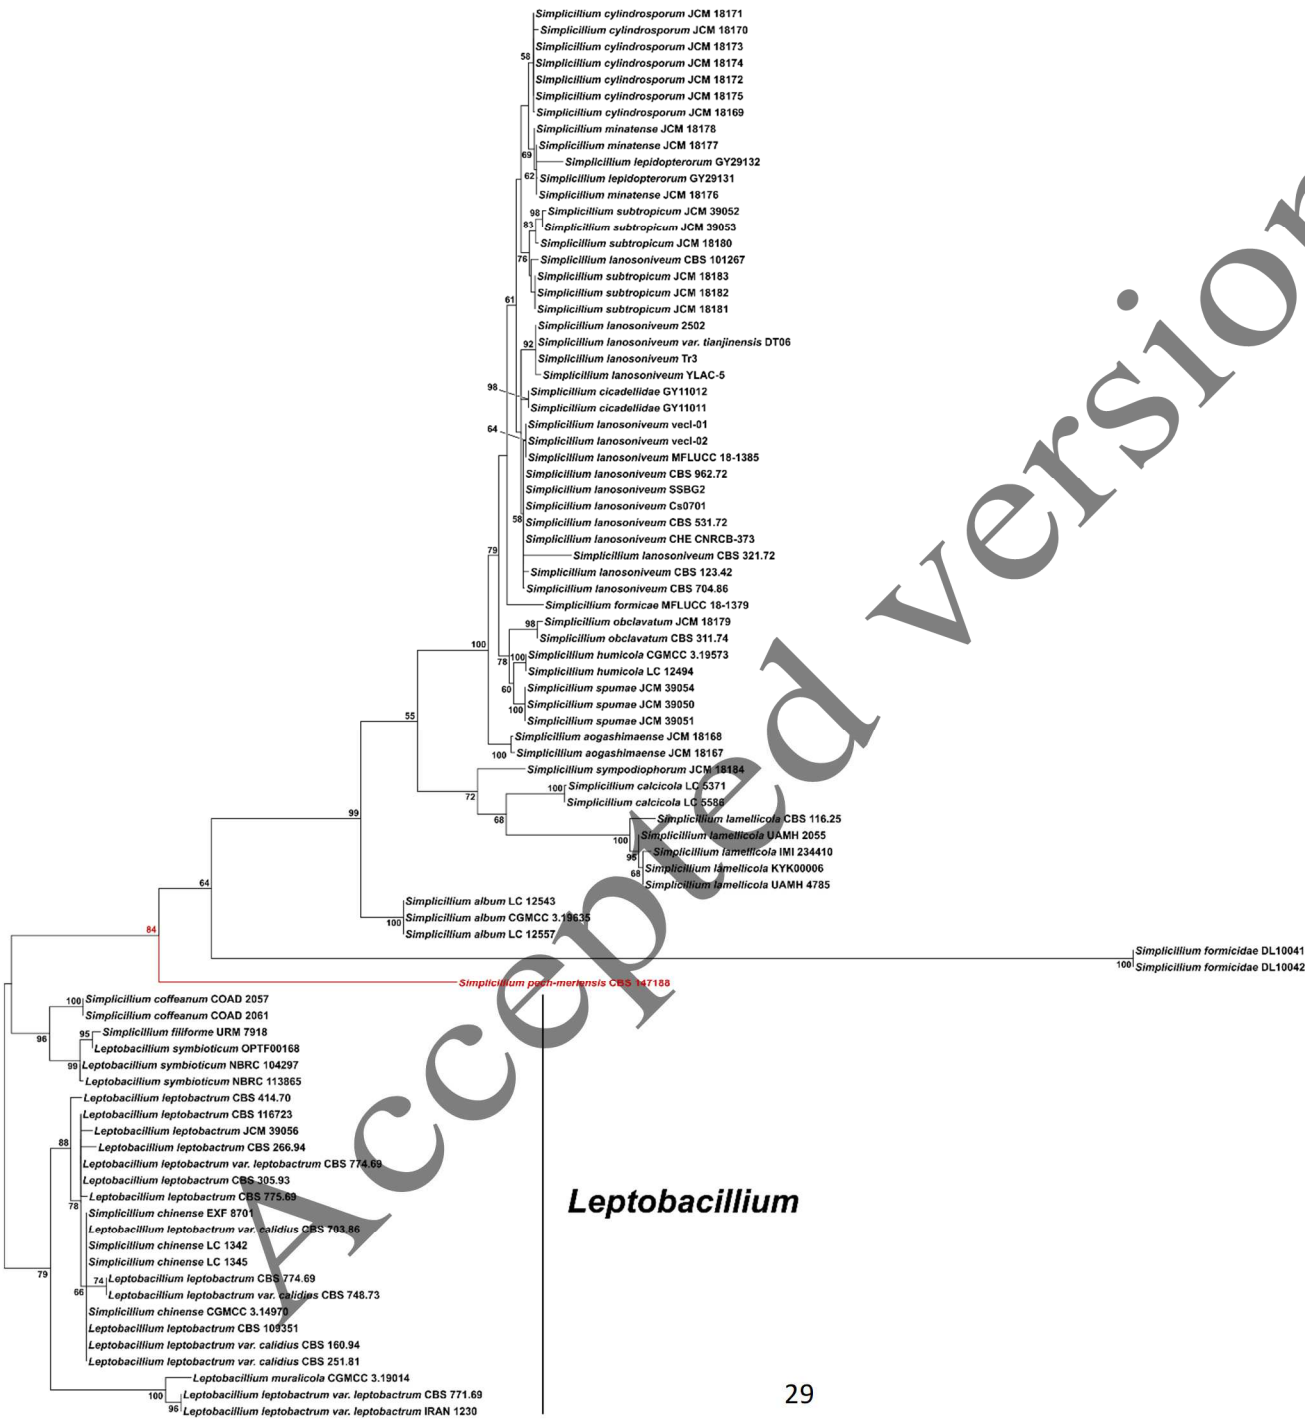 Simplicillium cylindrosporum JCM 18171
Simplicillium cylindrosporum JCM 18170
Simplicillium cylindrosporum JCM 18173
58
Simplicillium cylindrosporum JCM 18174
Simplicillium cylindrosporum JCM 18172
Simplicillium cylindrosporum JCM 18175
Simplicillium cylindrosporum JCM 18169
Simplicillium minatense JCM 18178
Simplicillium minatense JCM 18177
69
Simplicillium lepidopterorum GY29132
62
Simplicillium lepidopterorum GY29131
Simplicillium minatense JCM 18176
98
Simplicillium subtropicum JCM 39052
83
Simplicillium subtropicum JCM 39053
Simplicillium subtropicum JCM 18180
76
Simplicillium lanosoniveum CBS 101267
Simplicillium subtropicum JCM 18183
Simplicillium subtropicum JCM 18182
61
Simplicillium subtropicum JCM 18181
Simplicillium lanosoniveum 2502
92
Simplicillium lanosoniveum var. tianjinensis DT06
Simplicillium lanosoniveum Tr3
Simplicillium lanosoniveum YLAC-5
98
Simplicillium cicadellidae GY11012
Simplicillium cicadellidae GY11011
Simplicillium lanosoniveum vecl-01
64
Simplicillium lanosoniveum vecl-02
Simplicillium lanosoniveum MFLUCC 18-1385
Simplicillium lanosoniveum CBS 962.72
Simplicillium lanosoniveum SSBG2
Simplicillium lanosoniveum Cs0701
58
Simplicillium lanosoniveum CBS 531.72
Simplicillium lanosoniveum CHE CNRCB-373
79
Simplicillium lanosoniveum CBS 321.72
Simplicillium lanosoniveum CBS 123.42
Simplicillium lanosoniveum CBS 704.86
Simplicillium formicae MFLUCC 18-1379
98
Simplicillium obclavatum JCM 18179
Simplicillium obclavatum CBS 311.74
100
78
100
Simplicillium humicola CGMCC 3.19573
Simplicillium humicola LC 12494
60
Simplicillium spumae JCM 39054
Simplicillium spumae JCM 39050
100
Simplicillium spumae JCM 39051
55
Simplicillium aogashimaense JCM 18168
100
Simplicillium aogashimaense JCM 18167
Simplicillium sympodiophorum JCM 18184
72
100
Simplicillium calcicola LC 5371
Simplicillium calcicola LC 5586
99
68
Simplicillium lamellicola CBS 116.25
100
Simplicillium lamellicola UAMH 2055
95
Simplicillium lamellicola IMI 234410
68
Simplicillium lamellicola KYK00006
Simplicillium lamellicola UAMH 4785
64
Simplicillium album LC 12543
100
Simplicillium album CGMCC 3.19635
Simplicillium album LC 12557
84
Simplicillium formicidae DL10041
100
Simplicillium formicidae DL10042
Simplicillium pech-merlensis CBS 147188
100
Simplicillium coffeanum COAD 2057
Simplicillium coffeanum COAD 2061
96
95
Simplicillium filiforme URM 7918
Leptobacillium symbioticum OPTF00168
99
Leptobacillium symbioticum NBRC 104297
Leptobacillium symbioticum NBRC 113865
Leptobacillium leptobactrum CBS 414.70
Leptobacillium leptobactrum CBS 116723
Leptobacillium leptobactrum JCM 39056
88
Leptobacillium leptobactrum CBS 266.94
Leptobacillium leptobactrum var. leptobactrum CBS 774.69
Leptobacillium leptobactrum CBS 305.93
Leptobacillium leptobactrum CBS 775.69
78
Simplicillium chinense EXF 8701
Leptobacillium leptobactrum var. calidius CBS 703.86
Simplicillium chinense LC 1342
Simplicillium chinense LC 1345
79
74
Leptobacillium leptobactrum CBS 774.69
66
Leptobacillium leptobactrum var. calidius CBS 748.73
Simplicillium chinense CGMCC 3.14970
Leptobacillium leptobactrum CBS 109351
Leptobacillium leptobactrum var. calidius CBS 160.94
Leptobacillium leptobactrum var. calidius CBS 251.81
Leptobacillium muralicola CGMCC 3.19014
100
Leptobacillium leptobactrum var. leptobactrum CBS 771.69
96
Leptobacillium leptobactrum var. leptobactrum IRAN 1230
Leptobacillium
29
Accepted version